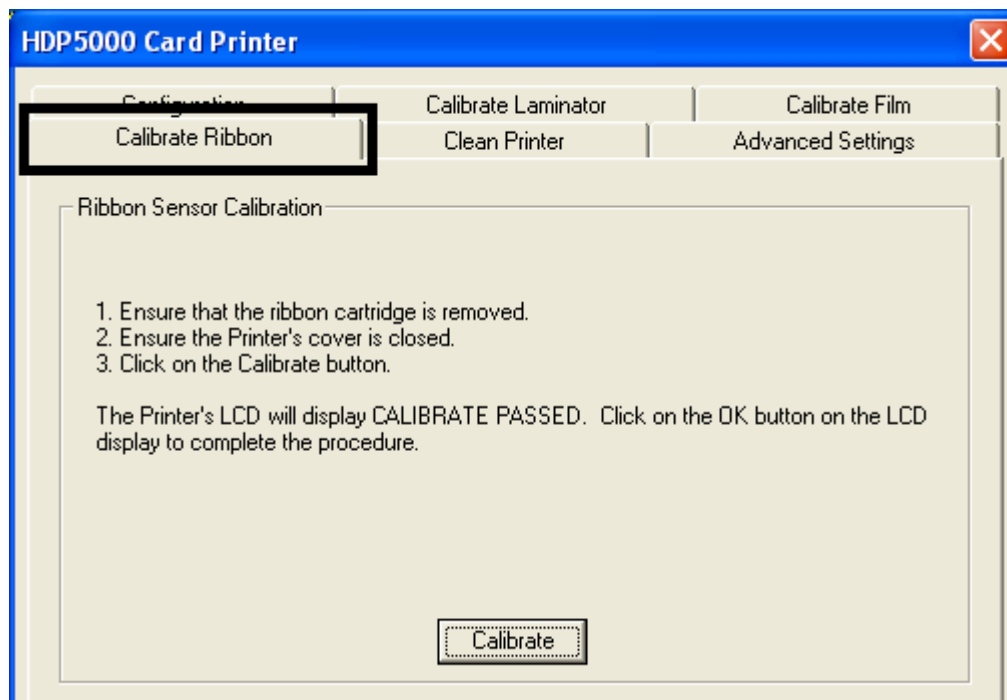 HDP5000 Card Printer
Configuration Calibrate Laminator Calibrate Film
Calibrate Ribbon Clean Printer Advanced Settings
Ribbon Sensor Calibration
1. Ensure that the ribbon cartridge is removed.
2. Ensure the Printer's cover is closed.
3. Click on the Calibrate button.
The Printer's LCD will display CALIBRATE PASSED. Click on the OK button on the LCD
display to complete the procedure.
Calibrate